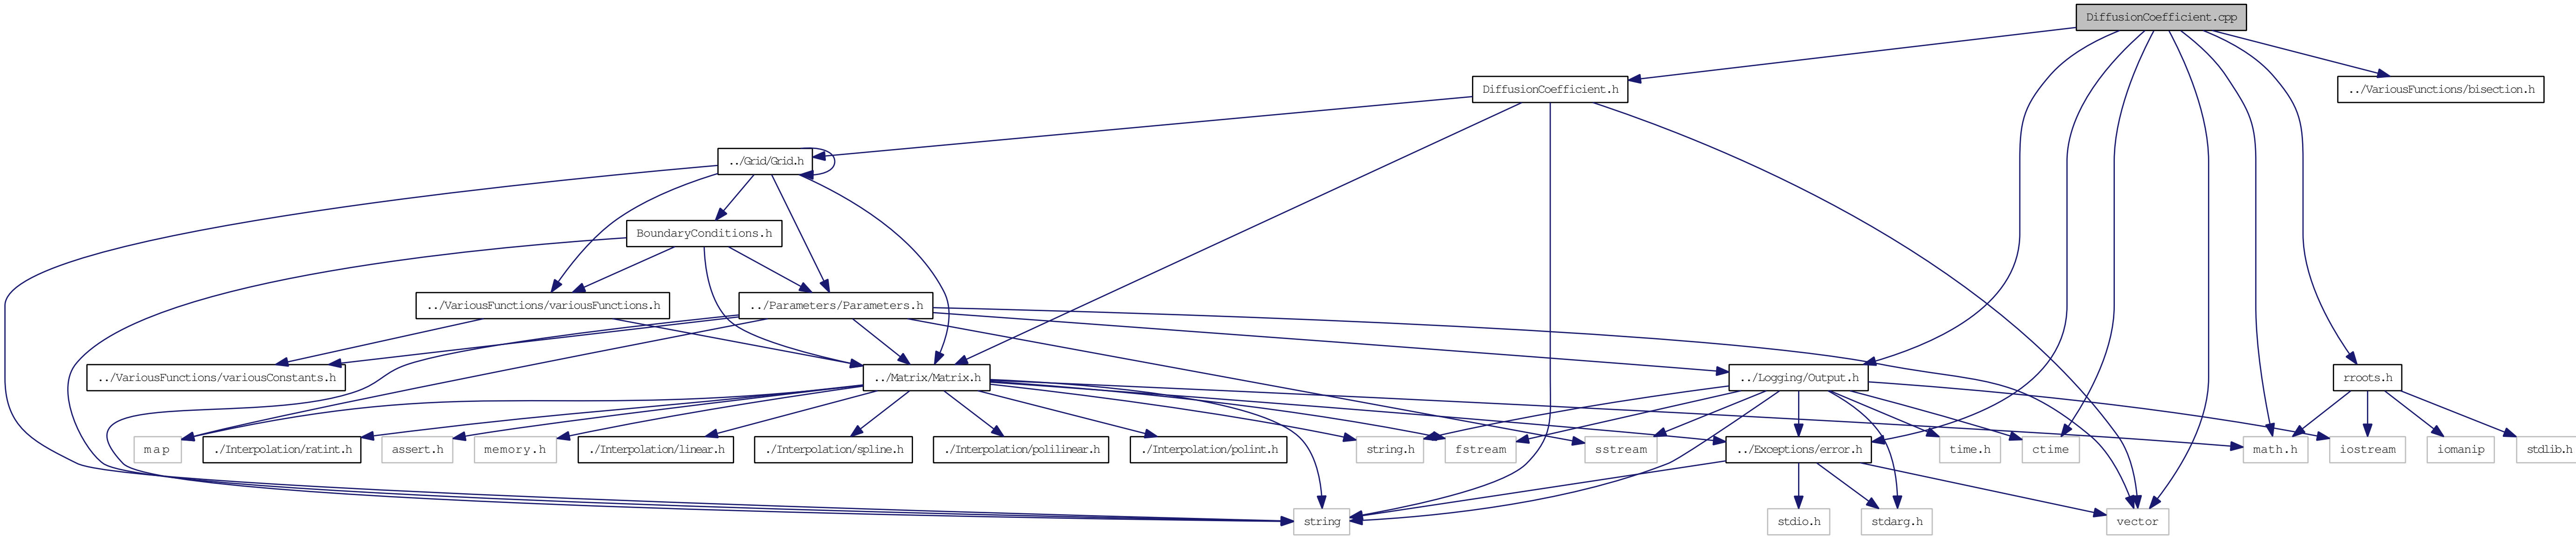 DiffusionCoefficient.cpp
DiffusionCoefficient.h
../VariousFunctions/bisection.h
../Grid/Grid.h
BoundaryConditions.h
../VariousFunctions/variousFunctions.h
../Parameters/Parameters.h
../VariousFunctions/variousConstants.h
../Matrix/Matrix.h
../Logging/Output.h
rroots.h
map
./Interpolation/ratint.h
assert.h
memory.h
./Interpolation/linear.h
./Interpolation/spline.h
./Interpolation/polilinear.h
./Interpolation/polint.h
string.h
fstream
sstream
../Exceptions/error.h
time.h
ctime
math.h
iostream
iomanip
stdlib.h
string
stdio.h
stdarg.h
vector